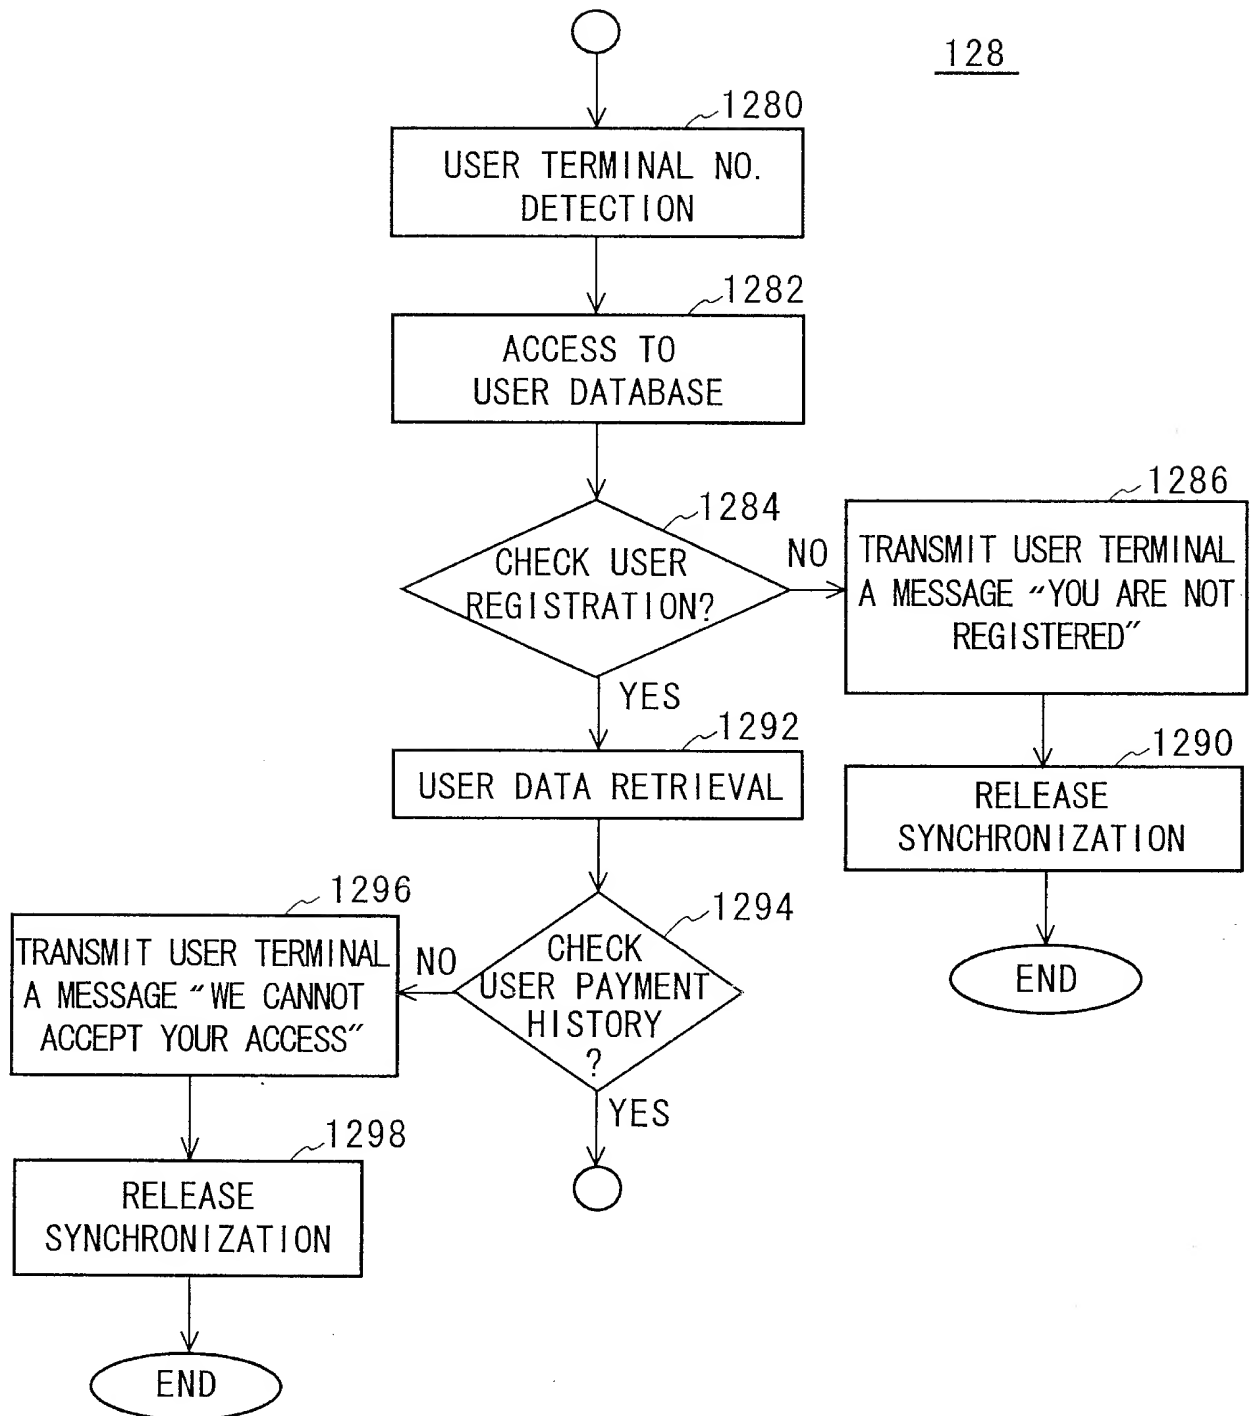 128
1280
USER TERMINAL NO.
DETECTION
1282
ACCESS TO
USER DATABASE
1284
CHECK USER
REGISTRATION?
NO
1286
TRANSMIT USER TERMINAL
A MESSAGE "YOU ARE NOT
REGISTERED"
YES
1290
RELEASE
SYNCHRONIZATION
END
1292
USER DATA RETRIEVAL
1294
CHECK
USER PAYMENT
HISTORY
?
NO
1296
TRANSMIT USER TERMINAL
A MESSAGE "WE CANNOT
ACCEPT YOUR ACCESS"
YES
1298
RELEASE
SYNCHRONIZATION
END